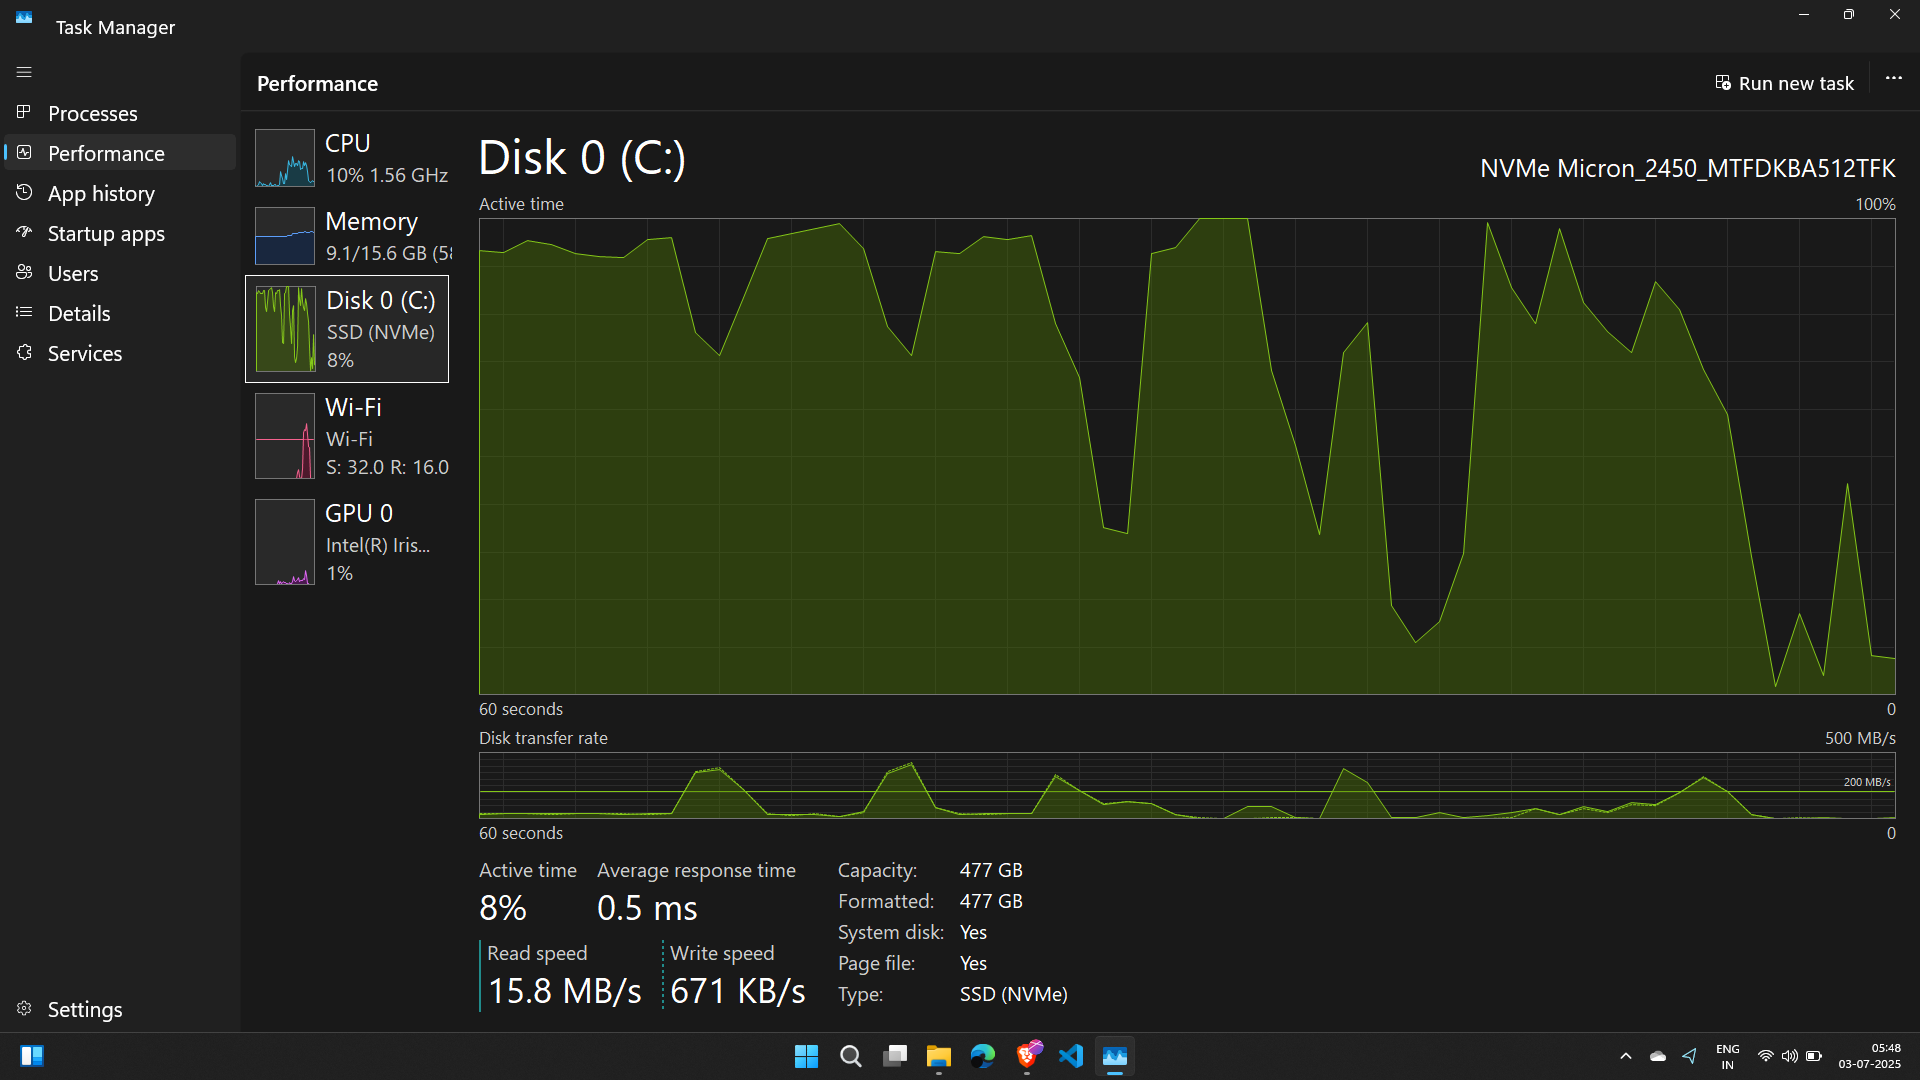 Task Manager
Processes
Performance
App history
Startup apps
Users
Details
Services
Settings
Performance
Run new task
CPU
10% 1.56 GHz
Memory
9.1/15.6 GB (58
Disk 0 (C:)
SSD (NVMe)
8%
Wi-Fi
Wi-Fi
S: 32.0 R: 16.0
GPU 0
Intel(R) Iris...
1%
Disk 0 (C:)
NVMe Micron_2450_MTFDKBA512TFK
Active time 100%
60 seconds 0
Disk transfer rate 500 MB/s
200 MB/s
60 seconds 0
Active time
8%
Average response time
0.5 ms
Read speed
15.8 MB/s
Write speed
671 KB/s
Capacity: 477 GB
Formatted: 477 GB
System disk: Yes
Page file: Yes
Type: SSD (NVMe)
ENG
IN
05:48
03-07-2025